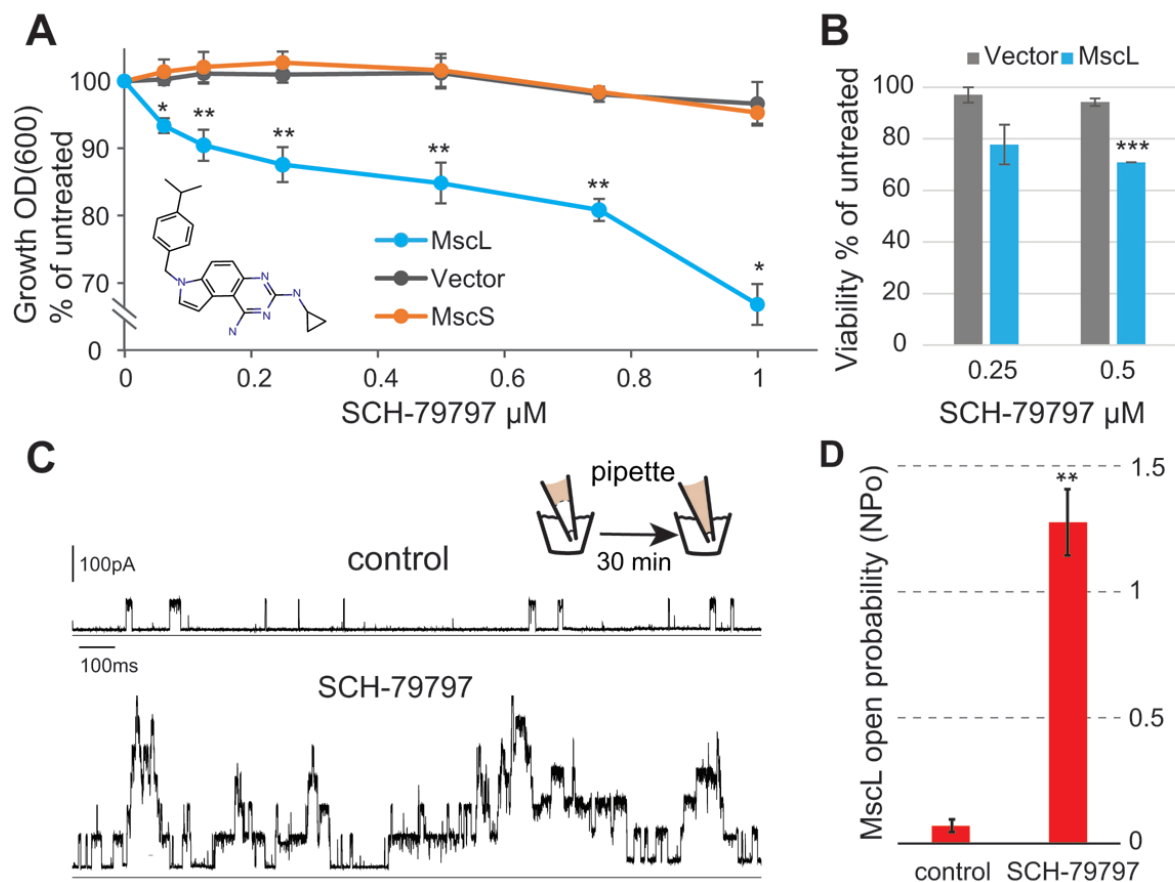 A
Growth OD(600)
% of untreated
100
90
80
70
0
*
**
**
**
**
*
N
N
N
N
N
MscL
Vector
MscS
0
0.2
0.4
0.6
0.8
1
SCH-79797 µM
B
Vector
MscL
Viability % of untreated
100
80
60
40
20
0
***
0.25
0.5
SCH-79797 µM
C
pipette
30 min
100pA
control
100ms
SCH-79797
D
MscL open probability (NPo)
1.5
1
0.5
0
**
control
SCH-79797